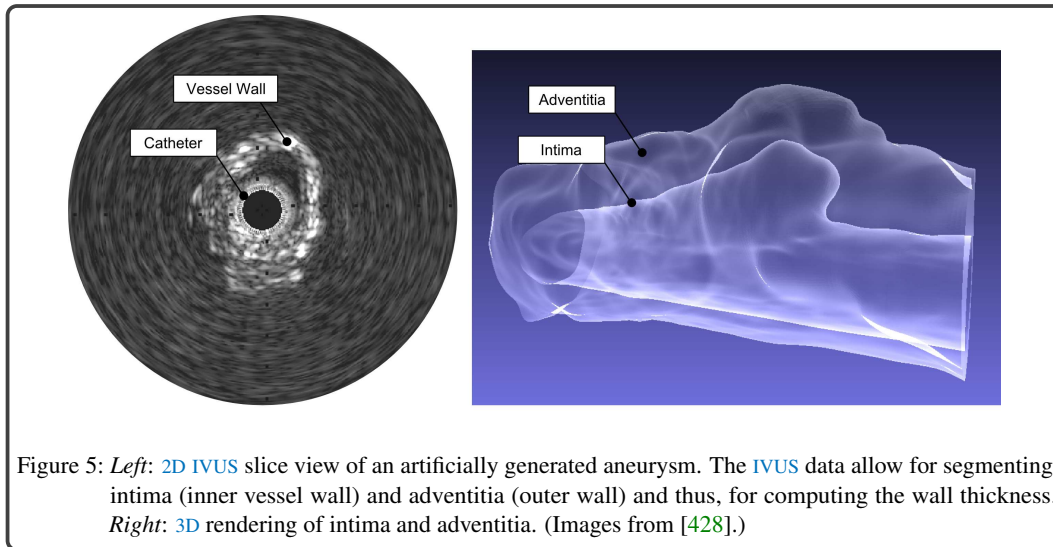 Vessel Wall
Catheter
Adventitia
Intima
Figure 5: Left: 2D IVUS slice view of an artificially generated aneurysm. The IVUS data allow for segmenting
intima (inner vessel wall) and adventitia (outer wall) and thus, for computing the wall thickness.
Right: 3D rendering of intima and adventitia. (Images from [428].)